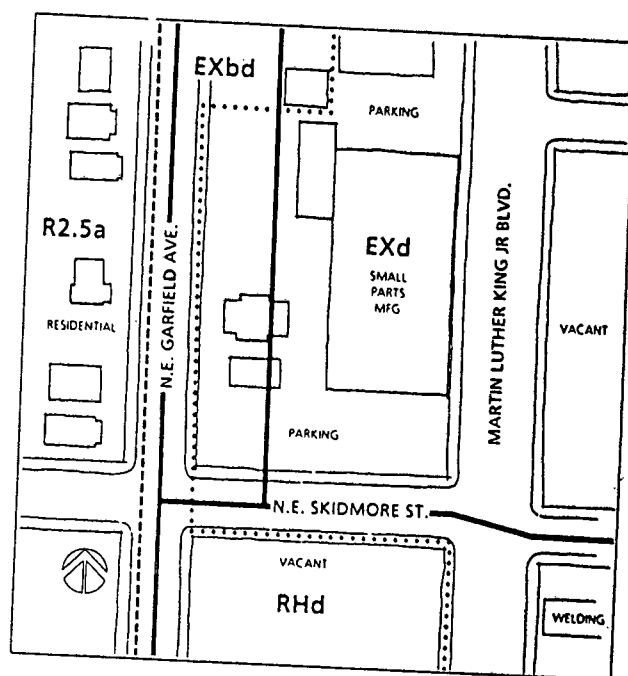 EXbd
PARKING
R2.5a
N.E. GARFIELD AVE.
EXd
SMALL
PARTS
MFG
MARTIN LUTHER KING JR BLVD.
VACANT
RESIDENTIAL
PARKING
N.E. SKIDMORE ST.
VACANT
RHd
WELDING